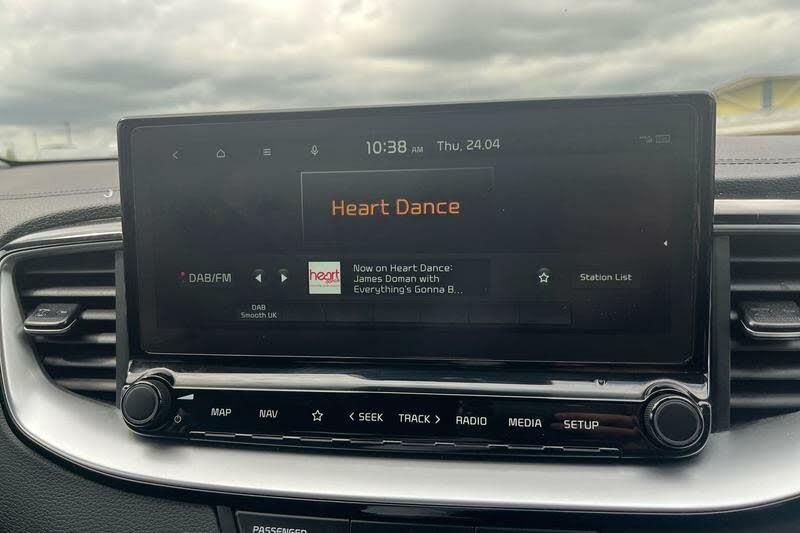 10:38 AM Thu, 24.04
Heart Dance
DAB/FM
heart
Now on Heart Dance:
James Doman with
Everything's Gonna B...
Station List
DAB
Smooth UK
MAP NAV < SEEK TRACK > RADIO MEDIA SETUP
PASSENGER